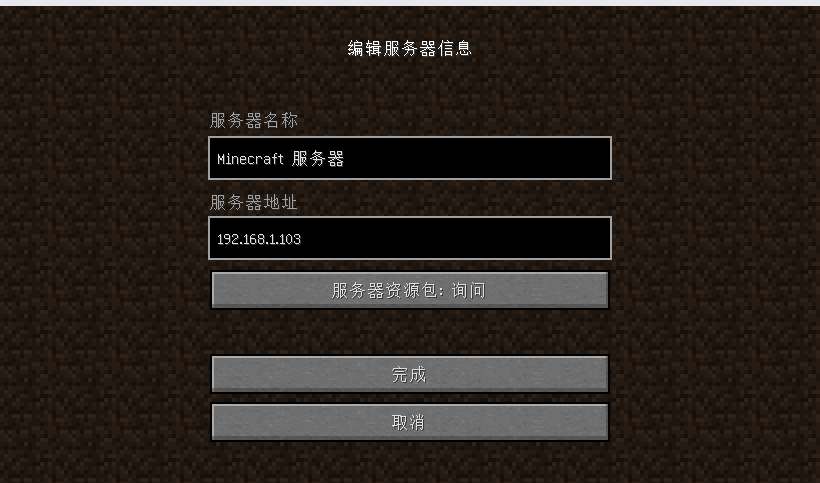 编辑服务器信息
服务器名称
Minecraft 服务器
服务器地址
192.168.1.103
服务器资源包: 询问
完成
取消